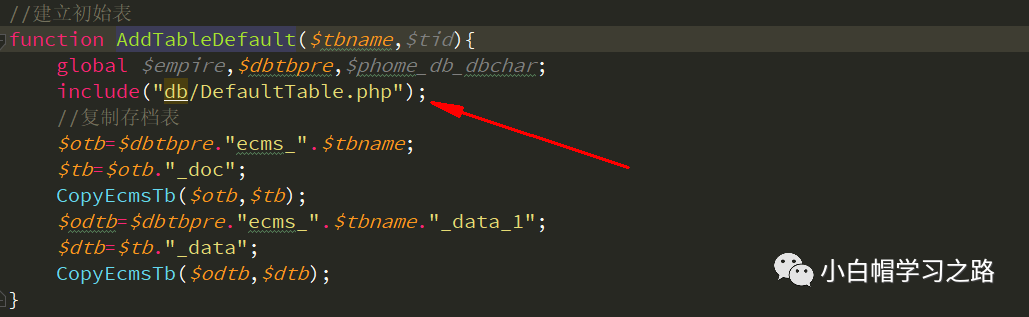 //建立初始表
function AddTableDefault($tbname,$tid){
global $empire,$dbtbpre,$phome_db_dbchar;
include("db/DefaultTable.php");
//复制存档表
$otb=$dbtbpre."ecms_".$tbname;
$tb=$otb."_doc";
CopyEcmsTb($otb,$tb);
$odtb=$dbtbpre."ecms_".$tbname."_data_1";
$dtb=$tb."_data";
CopyEcmsTb($odtb,$dtb);
}
小白帽学习之路